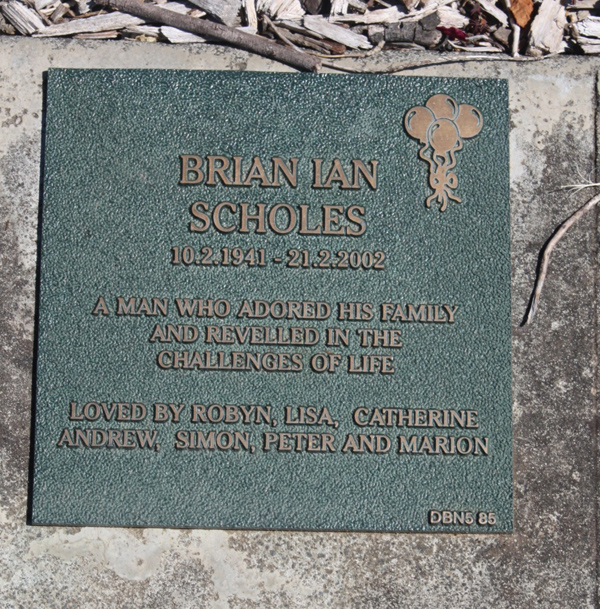 BRIAN IAN
SCHOLES
10.2.1941 - 21.2.2002
A MAN WHO ADORED HIS FAMILY
AND REVELLED IN THE
CHALLENGES OF LIFE
LOVED BY ROBYN, LISA, CATHERINE
ANDREW, SIMON, PETER AND MARION
DBN5 85